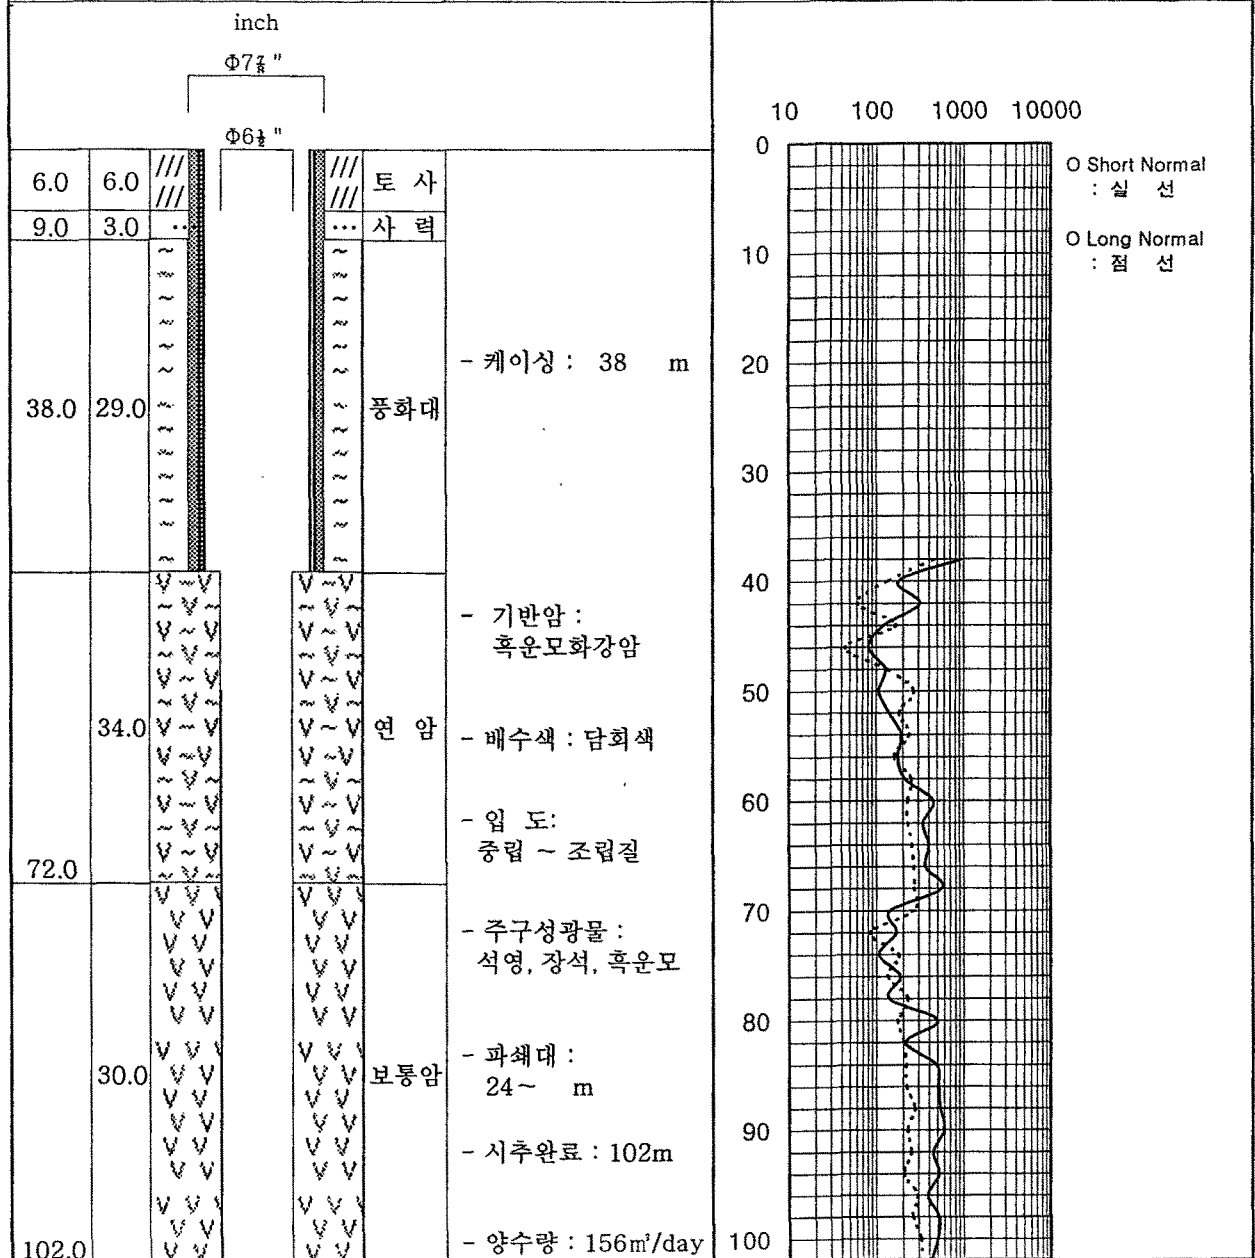 inch
Φ7⅞"
Φ6½"
6.0 6.0 토 사
9.0 3.0 사 력
38.0 29.0 풍화대
34.0 연 암
72.0
30.0 보통암
102.0
- 케이싱 : 38 m
- 기반암 :
흑운모화강암
- 배수색 : 담회색
- 입 도:
중립 ~ 조립질
- 주구성광물 :
석영, 장석, 흑운모
- 파쇄대 :
24~ m
- 시추완료 : 102m
- 양수량 : 156㎥/day
10 100 1000 10000
0
10
20
30
40
50
60
70
80
90
100
O Short Normal
: 실 선
O Long Normal
: 점 선